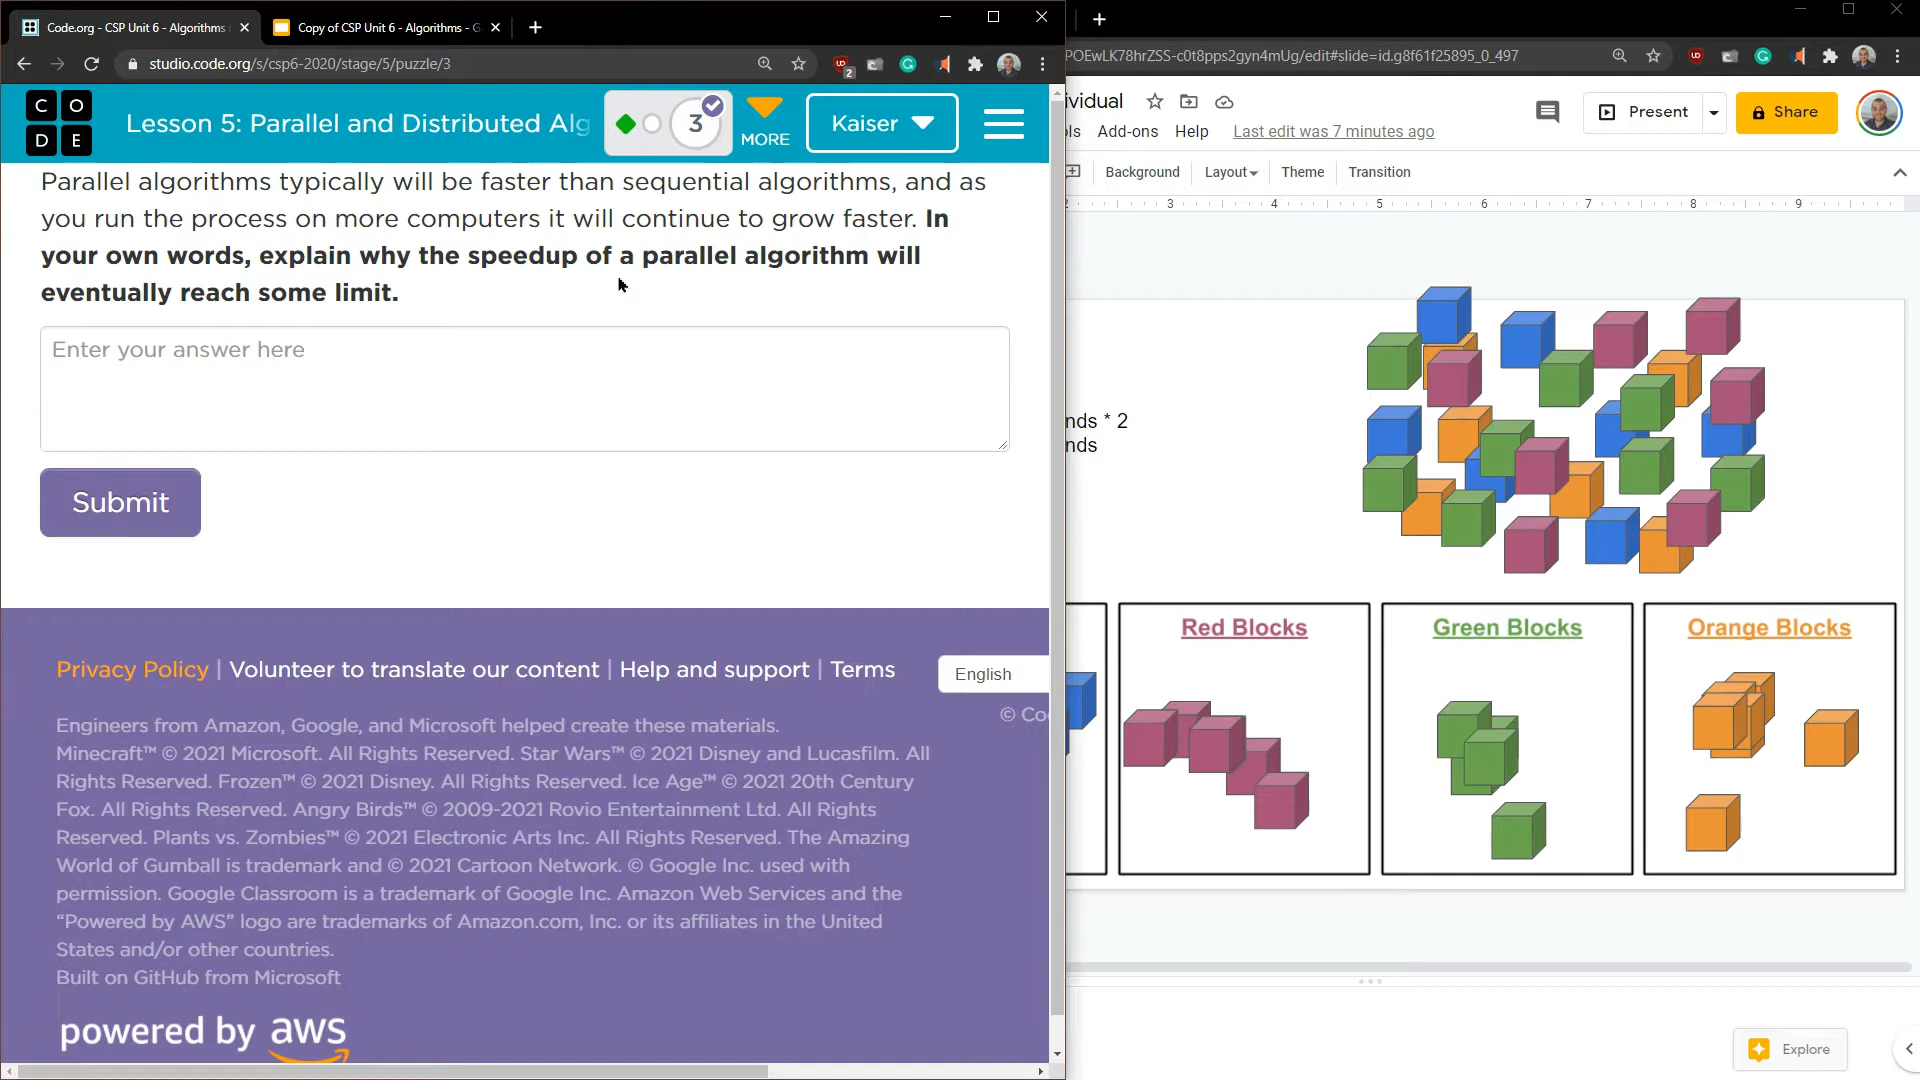 Code.org - CSP Unit 6 - Algorithms
Copy of CSP Unit 6 - Algorithms - G
studio.code.org/s/csp6-2020/stage/5/puzzle/3
2
POEwLK78hrZSS-c0t8pps2gyn4mUg/edit#slide=id.g8f61f25895_0_497
C O
D E
Lesson 5: Parallel and Distributed Alg
3
MORE
Kaiser
Parallel algorithms typically will be faster than sequential algorithms, and as
you run the process on more computers it will continue to grow faster. In
your own words, explain why the speedup of a parallel algorithm will
eventually reach some limit.
Enter your answer here
Submit
Privacy Policy | Volunteer to translate our content | Help and support | Terms
English
© Co
Engineers from Amazon, Google, and Microsoft helped create these materials.
Minecraft™ © 2021 Microsoft. All Rights Reserved. Star Wars™ © 2021 Disney and Lucasfilm. All
Rights Reserved. Frozen™ © 2021 Disney. All Rights Reserved. Ice Age™ © 2021 20th Century
Fox. All Rights Reserved. Angry Birds™ © 2009-2021 Rovio Entertainment Ltd. All Rights
Reserved. Plants vs. Zombies™ © 2021 Electronic Arts Inc. All Rights Reserved. The Amazing
World of Gumball is trademark and © 2021 Cartoon Network. © Google Inc. used with
permission. Google Classroom is a trademark of Google Inc. Amazon Web Services and the
“Powered by AWS” logo are trademarks of Amazon.com, Inc. or its affiliates in the United
States and/or other countries.
Built on GitHub from Microsoft
powered by aws
ividual
Present
Share
ols Add-ons Help Last edit was 7 minutes ago
Background Layout Theme Transition
2 3 4 5 6 7 8 9
nds * 2
nds
Red Blocks
Green Blocks
Orange Blocks
Explore